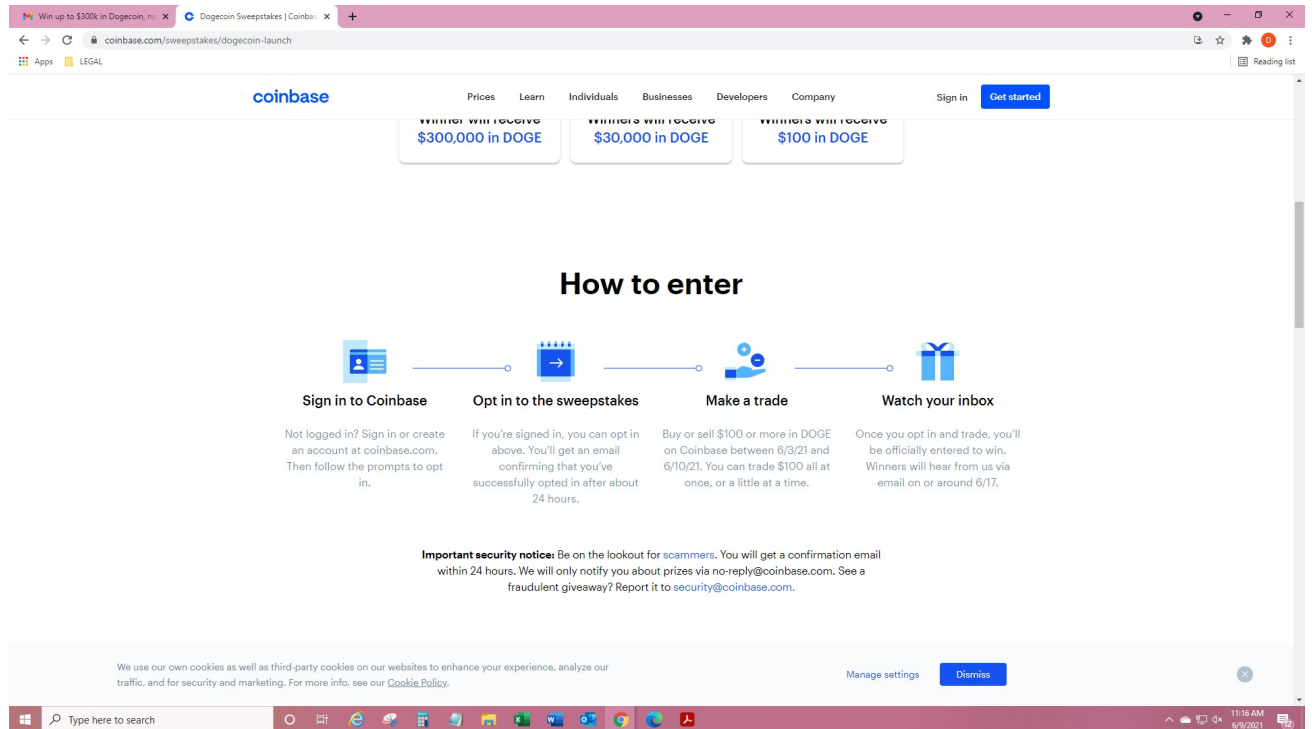 Win up to $300k in Dogecoin, no
Dogecoin Sweepstakes | Coinbas
coinbase.com/sweepstakes/dogecoin-launch
D
Apps
LEGAL
Reading list
coinbase
Prices
Learn
Individuals
Businesses
Developers
Company
Sign in
Get started
Winner will receive
$300,000 in DOGE
Winners will receive
$30,000 in DOGE
Winners will receive
$100 in DOGE
How to enter
Sign in to Coinbase
Not logged in? Sign in or create
an account at coinbase.com.
Then follow the prompts to opt
in.
Opt in to the sweepstakes
If you're signed in, you can opt in
above. You'll get an email
confirming that you've
successfully opted in after about
24 hours.
Make a trade
Buy or sell $100 or more in DOGE
on Coinbase between 6/3/21 and
6/10/21. You can trade $100 all at
once, or a little at a time.
Watch your inbox
Once you opt in and trade, you'll
be officially entered to win.
Winners will hear from us via
email on or around 6/17.
Important security notice: Be on the lookout for scammers. You will get a confirmation email
within 24 hours. We will only notify you about prizes via no-reply@coinbase.com. See a
fraudulent giveaway? Report it to security@coinbase.com.
We use our own cookies as well as third-party cookies on our websites to enhance your experience, analyze our
traffic, and for security and marketing. For more info, see our Cookie Policy.
Manage settings
Dismiss
Type here to search
11:16 AM
6/9/2021
12